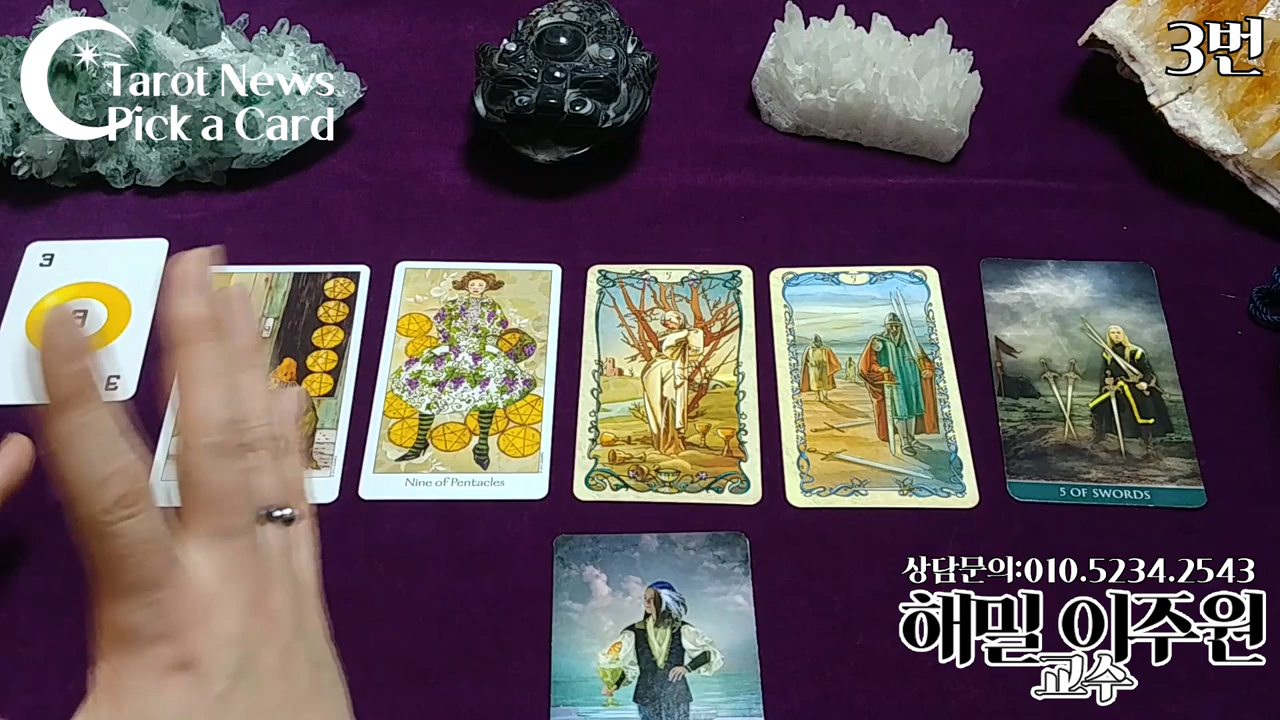 Tarot News
Pick a Card
3번
3
3
3
Nine of Pentacles
5 OF SWORDS
상담문의:010.5234.2543
해밀 이주원
교수